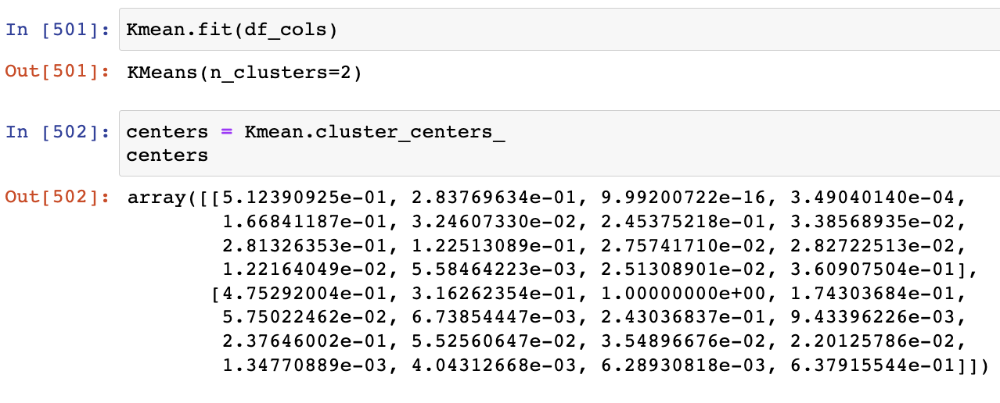 In [501]: Kmean.fit(df_cols)
Out[501]: KMeans(n_clusters=2)
In [502]: centers = Kmean.cluster_centers_
centers
Out[502]: array([[5.12390925e-01, 2.83769634e-01, 9.99200722e-16, 3.49040140e-04,
1.66841187e-01, 3.24607330e-02, 2.45375218e-01, 3.38568935e-02,
2.81326353e-01, 1.22513089e-01, 2.75741710e-02, 2.82722513e-02,
1.22164049e-02, 5.58464223e-03, 2.51308901e-02, 3.60907504e-01],
[4.75292004e-01, 3.16262354e-01, 1.00000000e+00, 1.74303684e-01,
5.75022462e-02, 6.73854447e-03, 2.43036837e-01, 9.43396226e-03,
2.37646002e-01, 5.52560647e-02, 3.54896676e-02, 2.20125786e-02,
1.34770889e-03, 4.04312668e-03, 6.28930818e-03, 6.37915544e-01]])